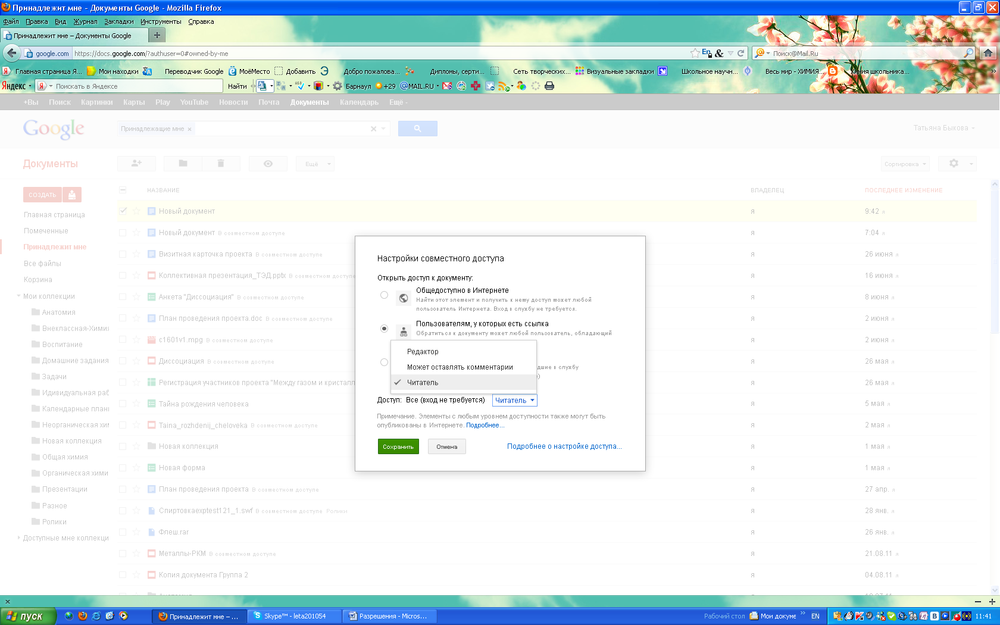 Принадлежит мне - Документы Google - Mozilla Firefox
Файл Правка Вид Журнал Закладки Инструменты Справка
Принадлежит мне – Документы Google
google.com https://docs.google.com/?authuser=0#owned-by-me Поиск@Mail.Ru
Главная страница Я... Мои находки Переводчик Google МоёМесто Добавить Добро пожалова... Дипломы, серти... Сеть творческих... Визуальные закладки Школьное научн... Весь мир - ХИМИЯ... Химия школьника...
Яндекс Поискать в Яндексе Найти Барнаул +29 @MAIL.RU
+Вы Поиск Картинки Карты Play YouTube Новости Почта Документы Календарь Ещё
Google Принадлежащие мне × Татьяна Быкова
Документы Ещё Сортировка
СОЗДАТЬ
Главная страница
Помеченные
Принадлежит мне
Все файлы
Корзина
Мои коллекции
Анатомия
Внеклассная-Химия
Воспитание
Домашние задания
Задачи
Идивидуальная раб
Календарные план
Неорганическая хим
Новая коллекция
Общая химия
Органическая хими
Презентации
Разное
Ролики
Доступные мне коллекци
НАЗВАНИЕ ВЛАДЕЛЕЦ ПОСЛЕДНЕЕ ИЗМЕНЕНИЕ
Новый документ я 9:42 я
Новый документ В совместном доступе я 7:04 я
Визитная карточка проекта В совместном доступе я 26 июня я
Коллективная презентация_ТЭД.pptx В совместном доступе я 16 июня я
Анкета "Диссоциация" В совместном доступе я 8 июня я
План проведения проекта.doc В совместном доступе я 2 июня я
c1601v1.mpg В совместном доступе я 2 июня я
Диссоциация В совместном доступе я 26 мая я
Регистрация участников проекта "Между газом и кристалл я 26 мая я
Тайна рождения человека я 5 мая я
Taina_rozhdenij_cheloveka В совместном доступе я 2 мая я
Новая коллекция я 1 мая я
Новая форма я 1 мая я
План проведения проекта В совместном доступе я 27 апр. я
Спиртовкаexptest121_1.swf В совместном доступе Ролики я 28 янв. я
Флеш.rar я 26 янв. я
Металлы-РКМ В совместном доступе я 21.08.11 я
Копия документа Группа 2 я 04.08.11 я
Настройки совместного доступа
Открыть доступ к документу:
Общедоступно в Интернете
Найти этот элемент и получить к нему доступ может любой
пользователь Интернета. Вход в службу не требуется.
Пользователям, у которых есть ссылка
Обратиться к документу может любой пользователь, обладающий
Редактор
Может оставлять комментарии
Читатель
дшие в службу
)
Доступ: Все (вход не требуется) Читатель
Примечание. Элементы с любым уровнем доступности также могут быть
опубликованы в Интернете. Подробнее...
Сохранить Отмена Подробнее о настройке доступа...
пуск Принадлежит мне – ... Skype™ - leta201054 Разрешения - Micros... Рабочий стол Мои докуме EN 11:41